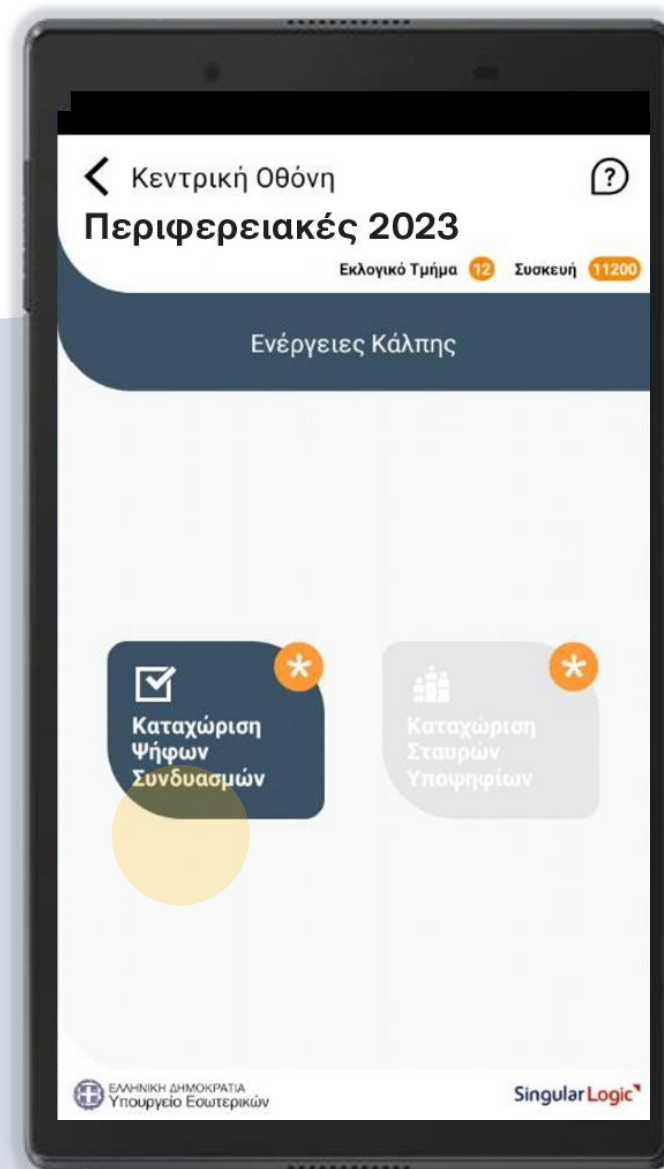 Κεντρική Οθόνη
?
Περιφερειακές 2023
Εκλογικό Τμήμα 12 Συσκευή 11200
Ενέργειες Κάλπης
Καταχώριση
Ψήφων
Συνδυασμών
Καταχώριση
Σταυρών
Υποψηφίων
ΕΛΛΗΝΙΚΗ ΔΗΜΟΚΡΑΤΙΑ
Υπουργείο Εσωτερικών
SingularLogic